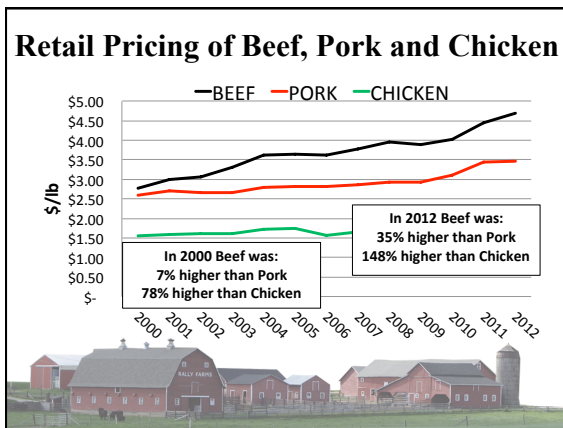 Retail Pricing of Beef, Pork and Chicken
BEEF PORK CHICKEN
$5.00
$4.50
$4.00
$3.50
$3.00
$2.50
$2.00
$1.50
$1.00
$0.50
$-
$/lb
In 2012 Beef was:
35% higher than Pork
148% higher than Chicken
In 2000 Beef was:
7% higher than Pork
78% higher than Chicken
2000 2001 2002 2003 2004 2005 2006 2007 2008 2009 2010 2011 2012
RALLY FARMS